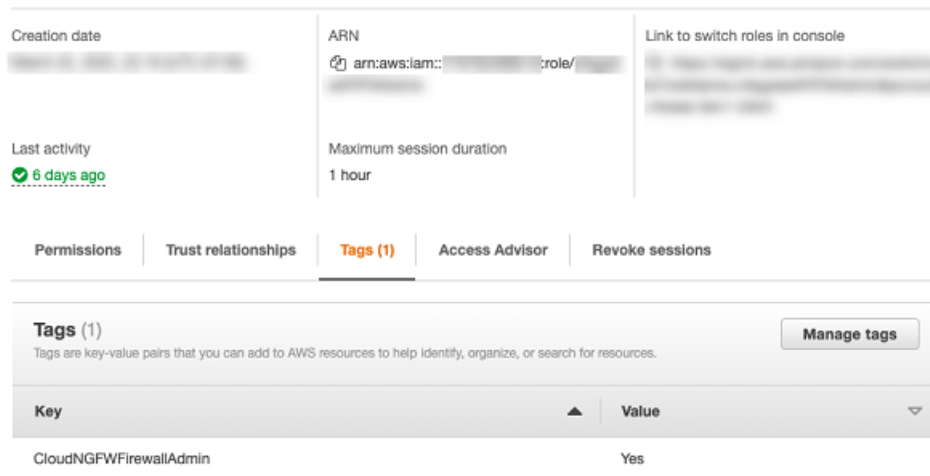 Creation date
ARN
Link to switch roles in console
arn:aws:iam:: :role/
Last activity
Maximum session duration
6 days ago
1 hour
Permissions
Trust relationships
Tags (1)
Access Advisor
Revoke sessions
Tags (1)
Manage tags
Tags are key-value pairs that you can add to AWS resources to help identify, organize, or search for resources.
Key
Value
CloudNGFWFirewallAdmin
Yes